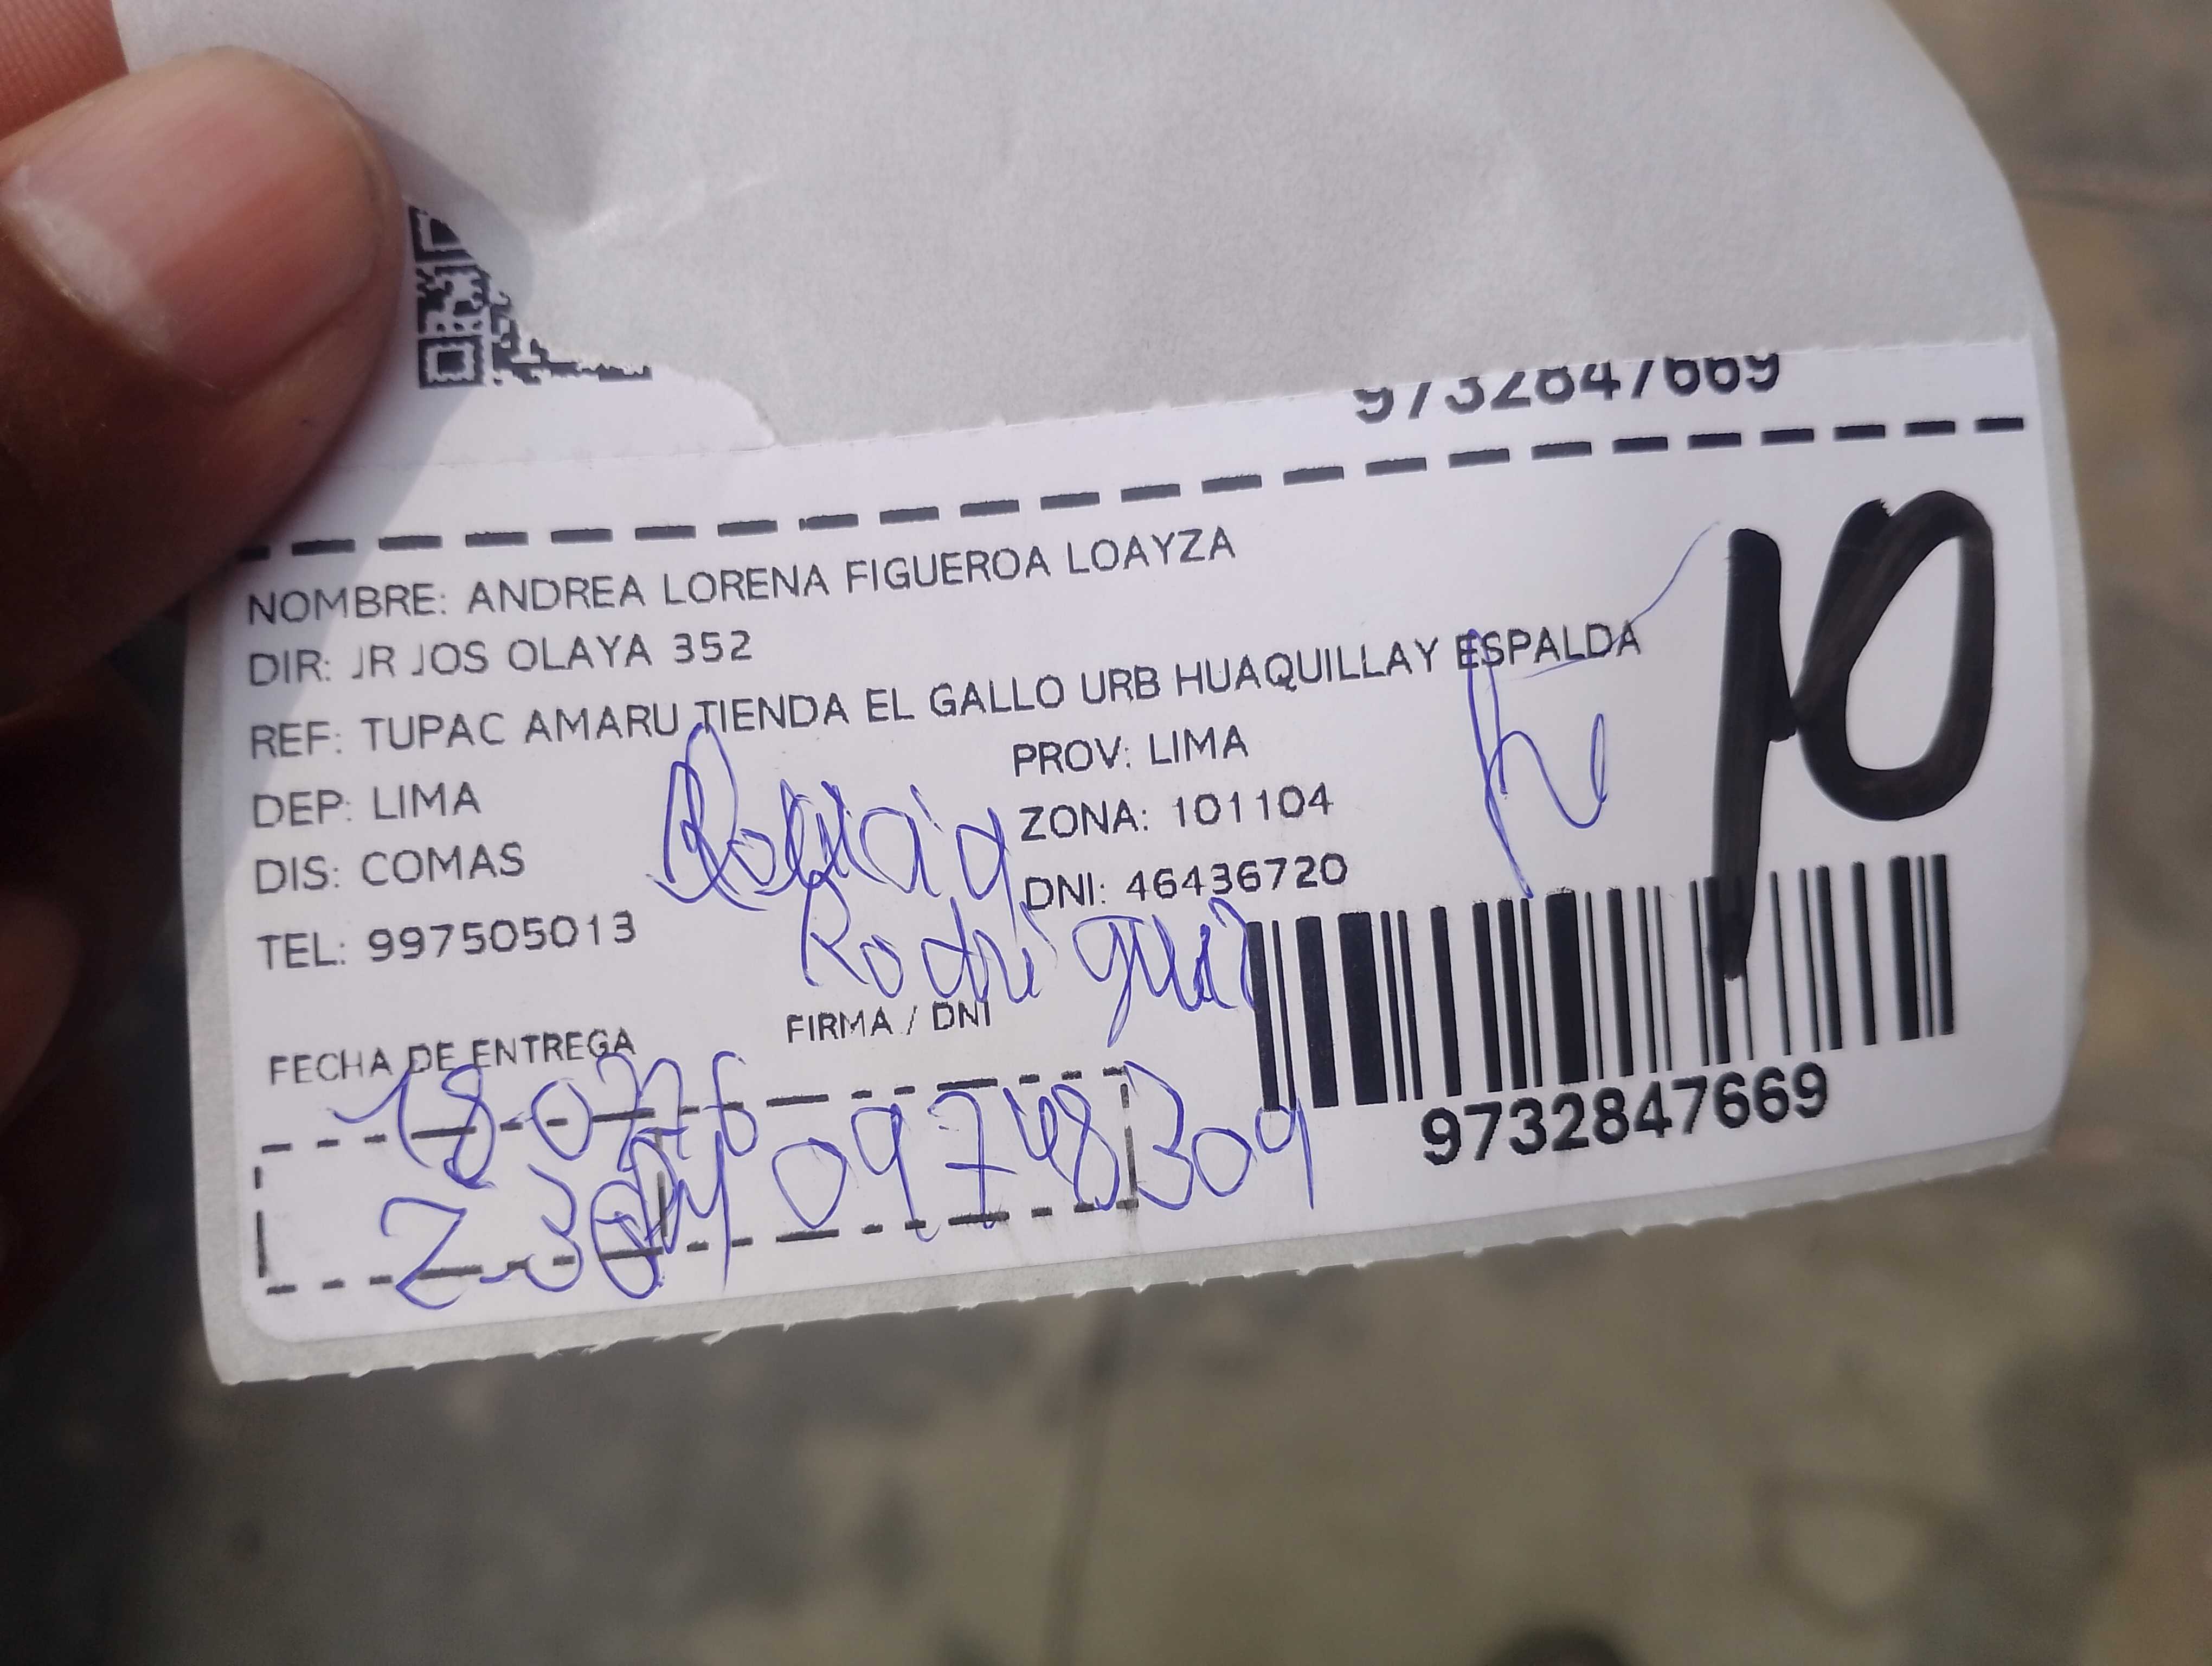 9732847669
NOMBRE: ANDREA LORENA FIGUEROA LOAYZA
DIR: JR JOS OLAYA 352
REF: TUPAC AMARU TIENDA EL GALLO URB HUAQUILLAY ESPALDA
DEP: LIMA
PROV: LIMA
DIS: COMAS
ZONA: 101104
TEL: 997505013
DNI: 46436720
10
Rodriguez
FECHA DE ENTREGA
FIRMA / DNI
09748309
9732847669